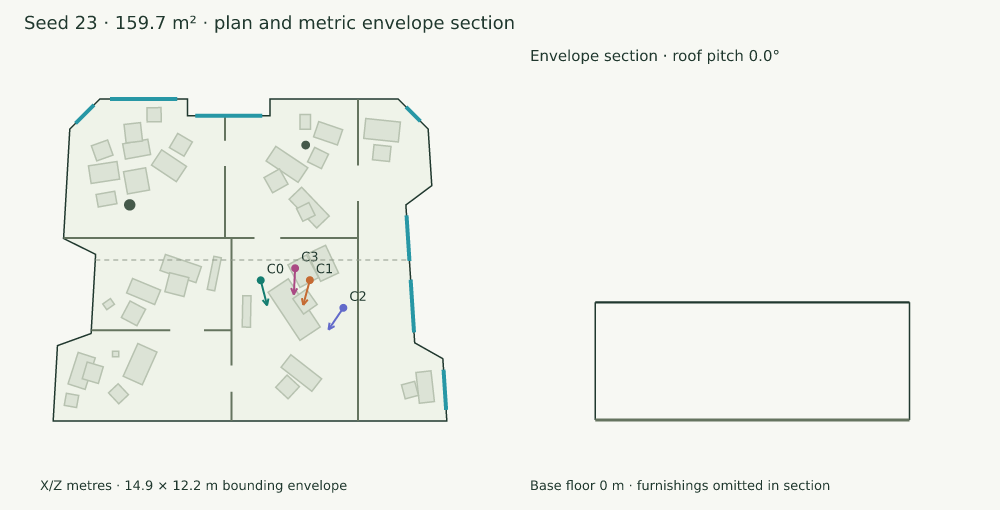 Seed 23 · 159.7 m² · plan and metric envelope section
Envelope section · roof pitch 0.0°
C3
C0
C1
C2
X/Z metres · 14.9 × 12.2 m bounding envelope
Base floor 0 m · furnishings omitted in section